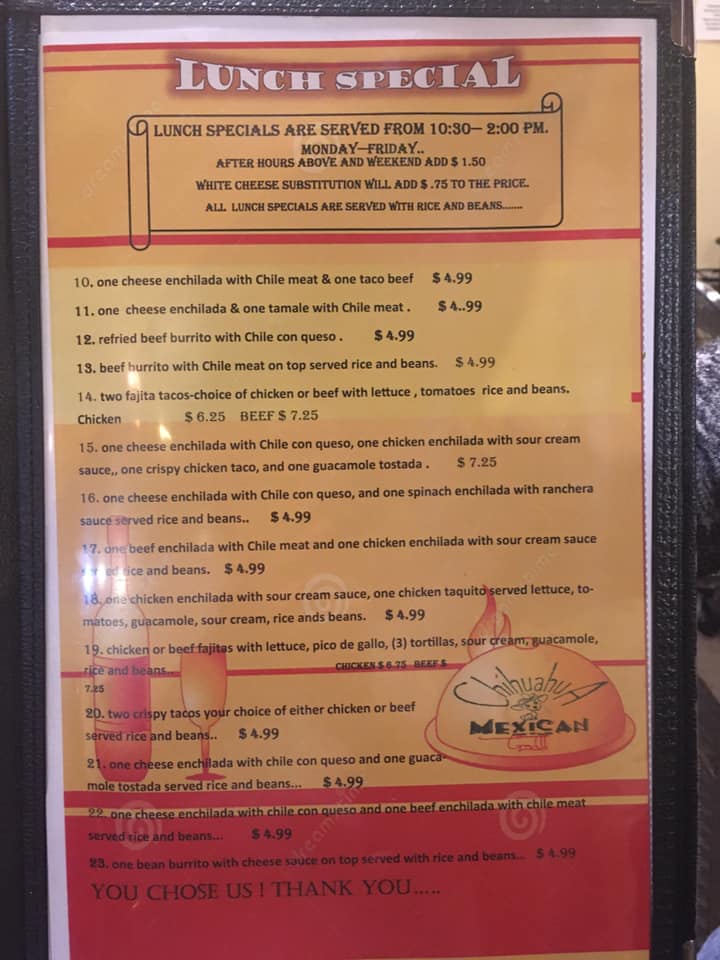 LUNCH SPECIAL
LUNCH SPECIALS ARE SERVED FROM 10:30– 2:00 PM.
MONDAY—FRIDAY..
AFTER HOURS ABOVE AND WEEKEND ADD $ 1.50
WHITE CHEESE SUBSTITUTION WILL ADD $ .75 TO THE PRICE.
ALL LUNCH SPECIALS ARE SERVED WITH RICE AND BEANS.......
10. one cheese enchilada with Chile meat & one taco beef $ 4.99
11. one cheese enchilada & one tamale with Chile meat . $ 4..99
12. refried beef burrito with Chile con queso . $ 4.99
13. beef burrito with Chile meat on top served rice and beans. $ 4.99
14. two fajita tacos-choice of chicken or beef with lettuce , tomatoes rice and beans.
Chicken $ 6.25 BEEF $ 7.25
15. one cheese enchilada with Chile con queso, one chicken enchilada with sour cream
sauce,, one crispy chicken taco, and one guacamole tostada . $ 7.25
16. one cheese enchilada with Chile con queso, and one spinach enchilada with ranchera
sauce served rice and beans.. $ 4.99
17. one beef enchilada with Chile meat and one chicken enchilada with sour cream sauce
served rice and beans. $ 4.99
18. one chicken enchilada with sour cream sauce, one chicken taquito served lettuce, to-
matoes, guacamole, sour cream, rice ands beans. $ 4.99
19. chicken or beef fajitas with lettuce, pico de gallo, (3) tortillas, sour cream, guacamole,
rice and beans.. CHICKEN $ 6.75 BEEF $
7.25
20. two crispy tacos your choice of either chicken or beef
served rice and beans.. $ 4.99
21. one cheese enchilada with chile con queso and one guaca-
mole tostada served rice and beans... $ 4.99
22. one cheese enchilada with chile con queso and one beef enchilada with chile meat
served rice and beans... $ 4.99
23. one bean burrito with cheese sauce on top served with rice and beans... $ 4.99
YOU CHOSE US ! THANK YOU.....
Chihuahua
MEXICAN
Grill